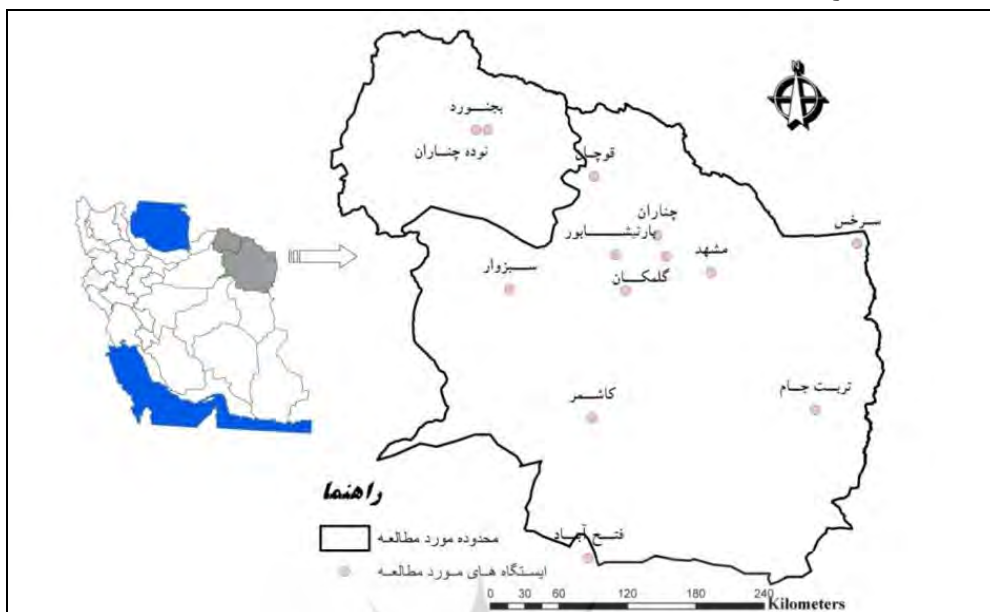 N
بجنورد
نوده چناران
قوچان
چناران
سرخس
مشهد
سبزوار
گلمکان
کاشمر
تربت جام
فتح آباد
راهنما
محدوده مورد مطالعه
ایستگاه های مورد مطالعه
0 30 60 120 180 240
Kilometers